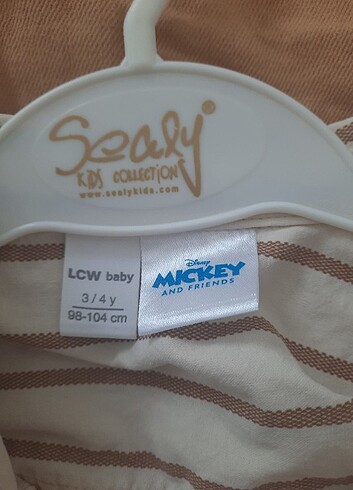 Sealy®
KiDS COLLECTiON
www.sealykids.com
LCW baby
3 / 4 y
98-104 cm
Disney
MICKEY
AND FRIENDS